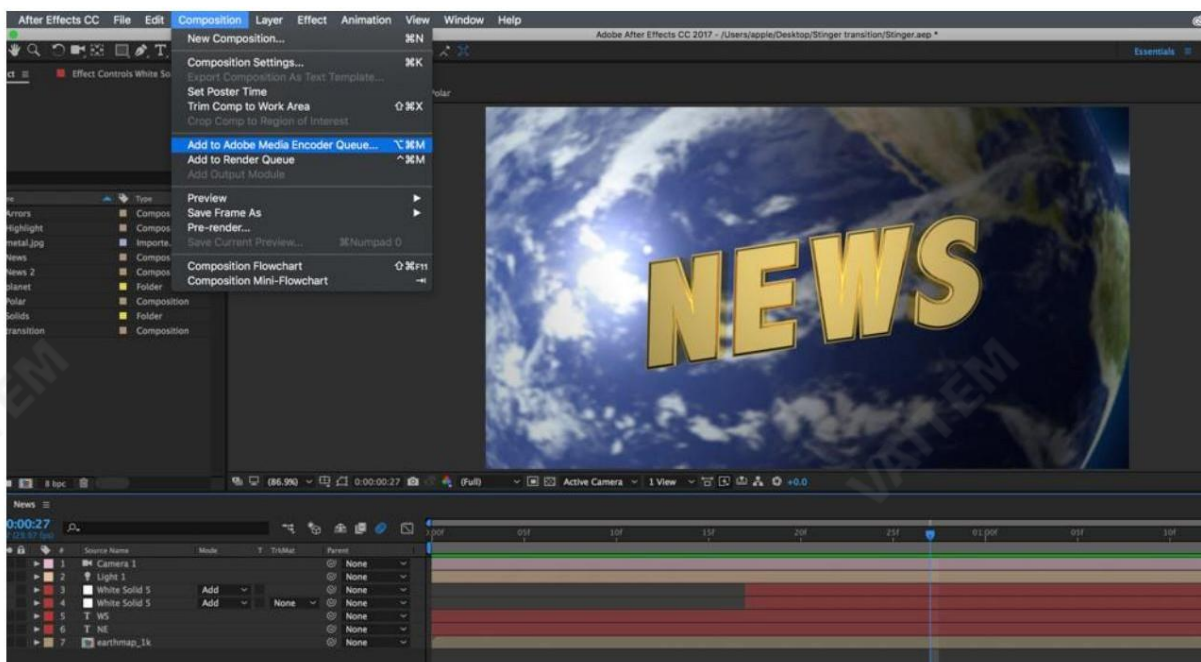 After Effects CC File Edit Composition Layer Effect Animation View Window Help
Adobe After Effects CC 2017 - /Users/apple/Desktop/Stinger transition/Stinger.aep *
Essentials
Effect Controls White So
New Composition... ⌘N
Composition Settings... ⌘K
Export Composition As Text Template...
Set Poster Time
Trim Comp to Work Area ⇧⌘X
Crop Comp to Region of Interest
Add to Adobe Media Encoder Queue... ⌥⌘M
Add to Render Queue ^⌘M
Add Output Module
Preview
Save Frame As
Pre-render...
Save Current Preview... ⌘Numpad 0
Composition Flowchart ⇧⌘F11
Composition Mini-Flowchart
Polar
Type
Arrors Compos
Highlight Compos
metal.jpg Importe.
News Compos
News 2 Compos
planet Folder
Polar Composition
Solids Folder
transition Composition
NEWS
VATTEM
8 bpc
(86.9%) 0:00:00:27 (Full) Active Camera 1 View +0.0
News
0:00:27
05f 10f 15f 20f 25f 01:00f 05f 10f
# Source Name Mode T TrkMat Parent
1 Camera 1 None
2 Light 1 None
3 White Solid 5 Add None
4 White Solid 5 Add None None
5 T WS None
6 T NE None
7 earthmap_1k None